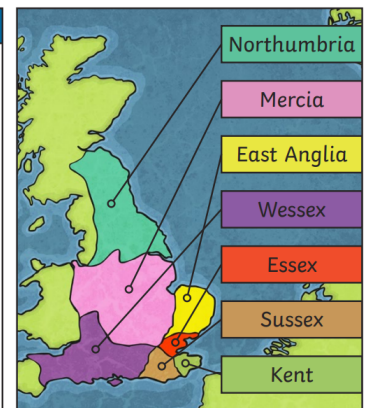 Northumbria
Mercia
East Anglia
Wessex
Essex
Sussex
Kent